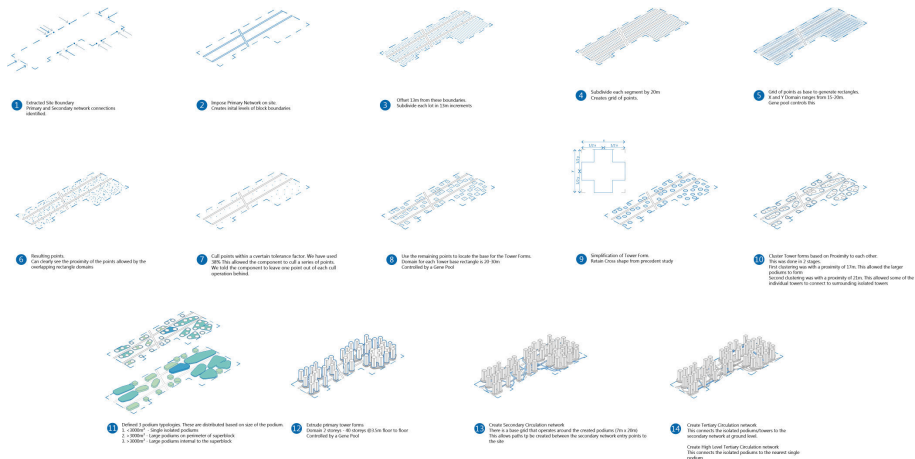 1
Extracted Site Boundary
Primary and Secondary network connections
identified.
2
Impose Primary Network on site
Creates inital levels of block boundaries
3
Offset 13m from these boundaries.
Subdivide each lot in 13m increments
4
Subdivide each segment by 20m
Creates grid of points.
5
Grid of points as base to generate rectangles.
X and Y Domain ranges from 15-20m
Gene pool controls this
6
Resulting points.
Can clearly see the proximity of the points allowed by the
overlapping rectangle domains
7
Cull points within a overtain tolerance factor. We have used
38% This allowed the component to cull a series of points.
We told the component to leave one point out of each cull
operation behind.
8
Use the remaining points to locate the base for the Tower Forms.
Domain for each Tower base rectangle is 20-30m
Controlled by a Gene Pool
9
Simplification of Tower Form.
Retain Cross shape from precedent study
10
Cluster Tower forms based on Proximity to each other.
This was done in 2 stages.
First clustering was with a proximity of 17m. This allowed the larger
podiums to form
Second clustering was with a proximity of 21m. This allowed some of the
individual towers to connect to surrounding isolated towers
11
Defined 3 podium typologies. These are distributed based on size of the podium.
1. <3000m² - Single isolated podiums
2. >3000m² - Large podiums on perimeter of superblock
3. >3000m² - Large podiums internal to the superblock
12
Extrude primary tower forms
Domain 2 storeys - 40 storeys @3.5m floor to floor
Controlled by a Gene Pool
13
Create Secondary Circulation network
There is a base grid that operates around the created podiums (7m x 20m)
This allows paths tp be created between the secondary network entry points to
the site
14
Create Tertiary Circulation network
This connects the isolated podiums/towers to the
secondary network at ground level.
Create High Level Tertiary Circulation network
This connects the isolated podiums to the nearest single
podium